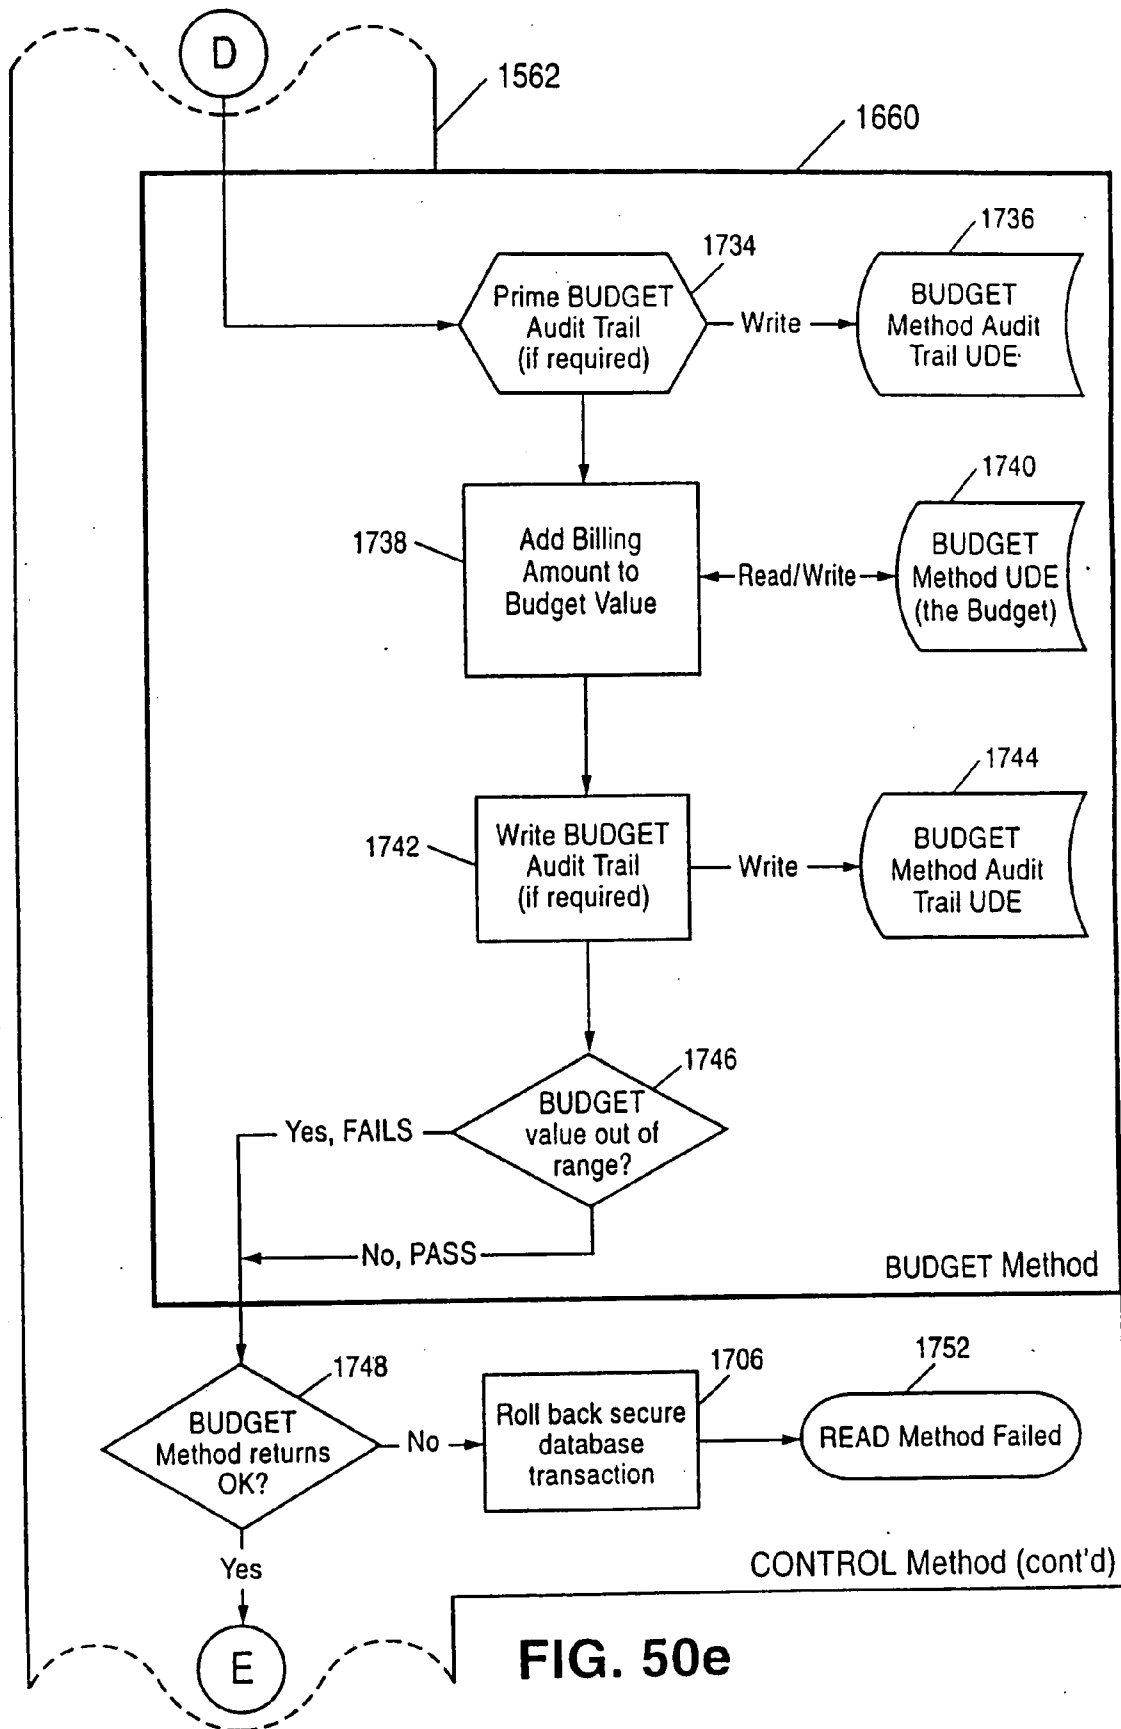 D
1562
1660
1734
1736
Prime BUDGET
Audit Trail
(if required)
Write
BUDGET
Method Audit
Trail UDE
1738
Add Billing
Amount to
Budget Value
Read/Write
1740
BUDGET
Method UDE
(the Budget)
1742
Write BUDGET
Audit Trail
(if required)
Write
1744
BUDGET
Method Audit
Trail UDE
1746
BUDGET
value out of
range?
Yes, FAILS
No, PASS
BUDGET Method
1748
BUDGET
Method returns
OK?
No
1706
Roll back secure
database
transaction
1752
READ Method Failed
Yes
CONTROL Method (cont'd)
E
FIG. 50e